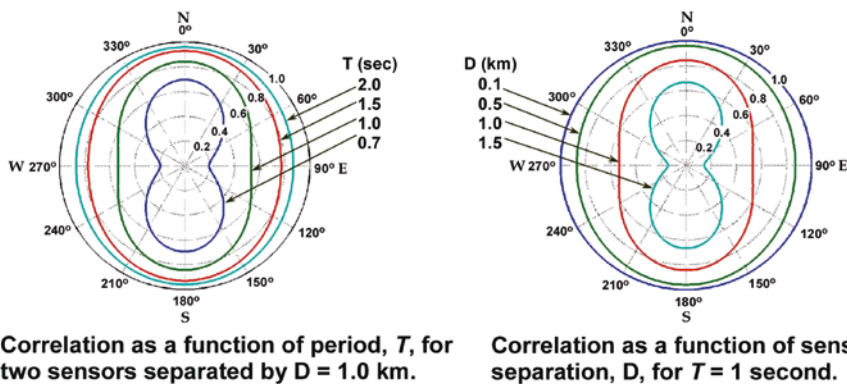 N
0°
330°
30°
T (sec)
1.0
2.0
300°
0.8
60°
1.5
0.6
1.0
0.4
0.7
0.2
W 270°
90° E
240°
120°
210°
150°
180°
S
Correlation as a function of period, T, for
two sensors separated by D = 1.0 km.
N
0°
330°
30°
D (km)
1.0
0.1
300°
0.8
60°
0.5
0.6
1.0
0.4
1.5
0.2
W 270°
90° E
240°
120°
210°
150°
180°
S
Correlation as a function of sens
separation, D, for T = 1 second.